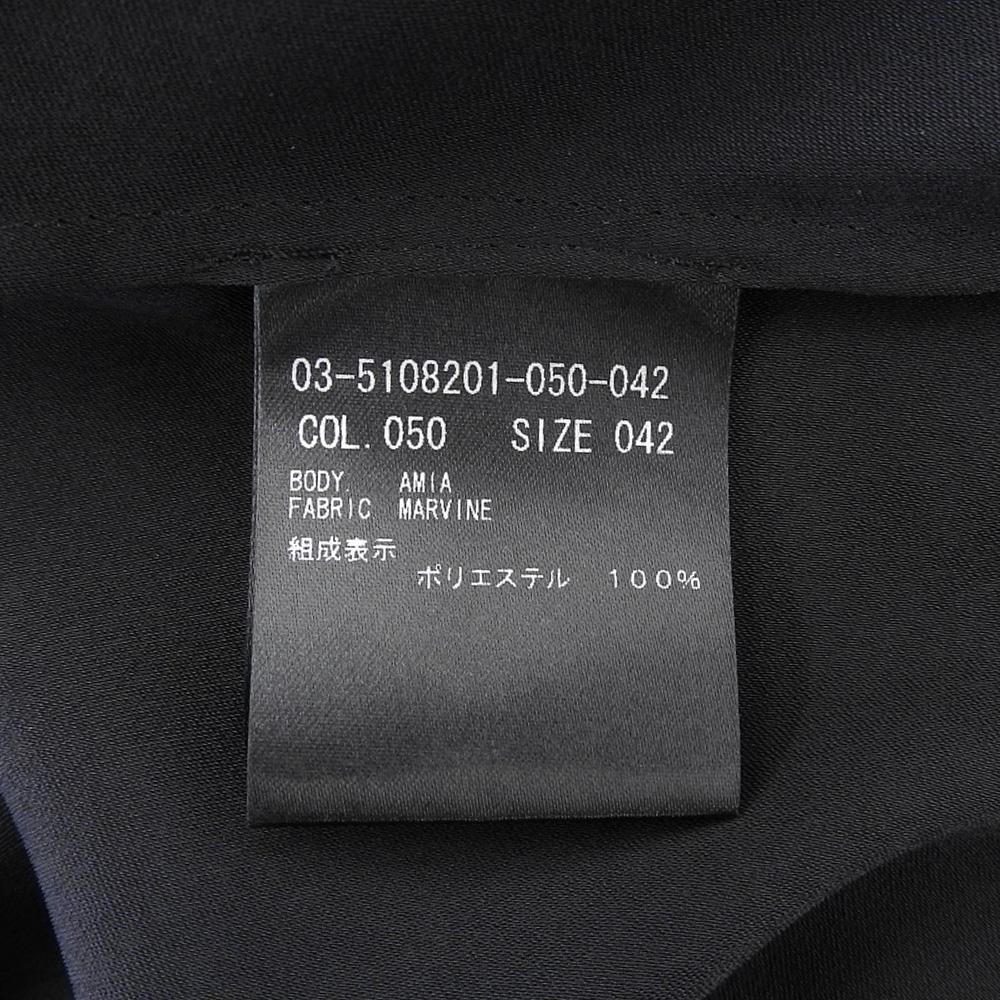 03-5108201-050-042
COL. 050 SIZE 042
BODY. AMIA
FABRIC MARVINE
組成表示
ポリエステル １００％